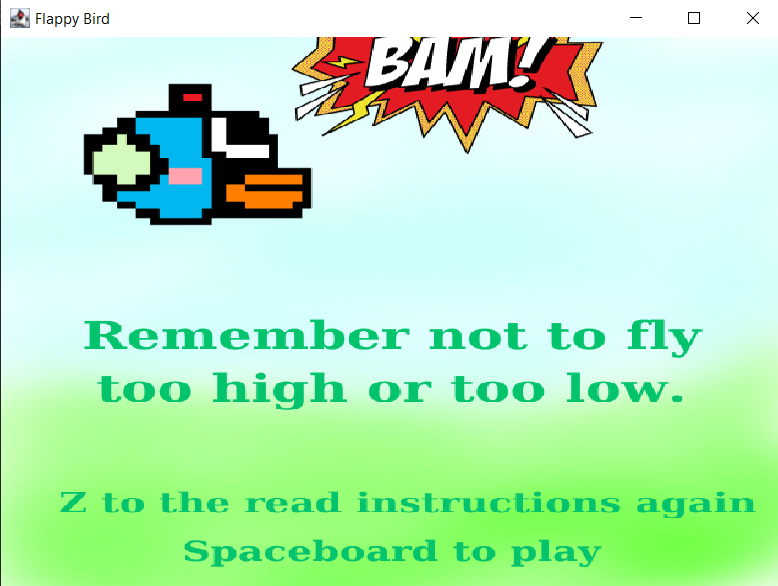 Flappy Bird
BAM!
Remember not to fly
too high or too low.
Z to the read instructions again
Spaceboard to play